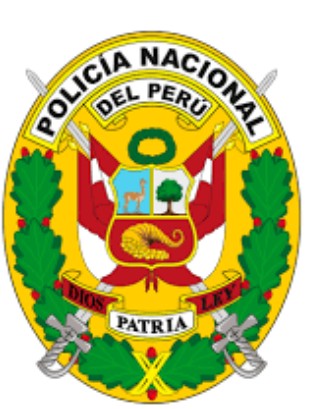 POLICÍA NACIONAL
DEL PERÚ
DIOS
PATRIA
LEY